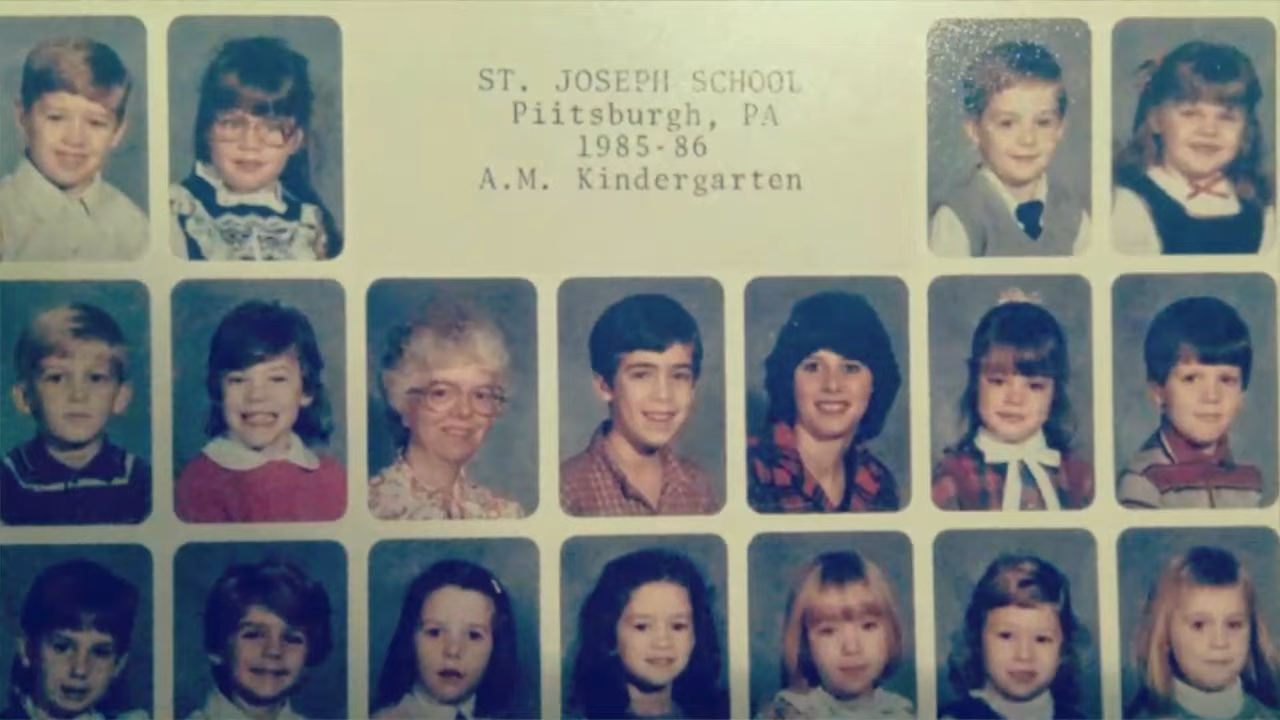 ST. JOSEPH SCHOOL
Piitsburgh, PA
1985-86
A.M. Kindergarten